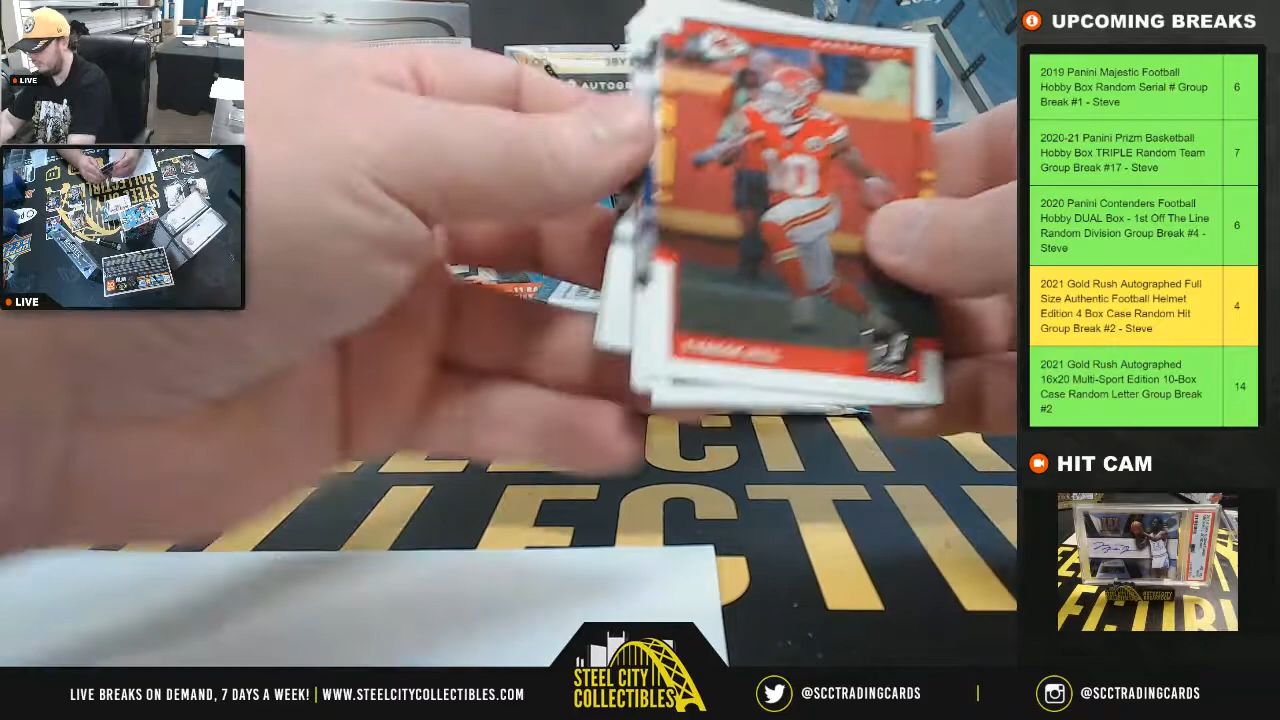 LIVE
LIVE
AUTOGR
10
UPCOMING BREAKS
2019 Panini Majestic Football
Hobby Box Random Serial # Group
Break #1 - Steve
6
2020-21 Panini Prizm Basketball
Hobby Box TRIPLE Random Team
Group Break #17 - Steve
7
2020 Panini Contenders Football
Hobby DUAL Box - 1st Off The Line
Random Division Group Break #4 -
Steve
6
2021 Gold Rush Autographed Full
Size Authentic Football Helmet
Edition 4 Box Case Random Hit
Group Break #2 - Steve
4
2021 Gold Rush Autographed
16x20 Multi-Sport Edition 10-Box
Case Random Letter Group Break
#2
14
HIT CAM
CITY
LLECTI
STEEL CITY
COLLECTIBLES
LIVE BREAKS ON DEMAND, 7 DAYS A WEEK! | WWW.STEELCITYCOLLECTIBLES.COM
@SCCTRADINGCARDS
@SCCTRADINGCARDS